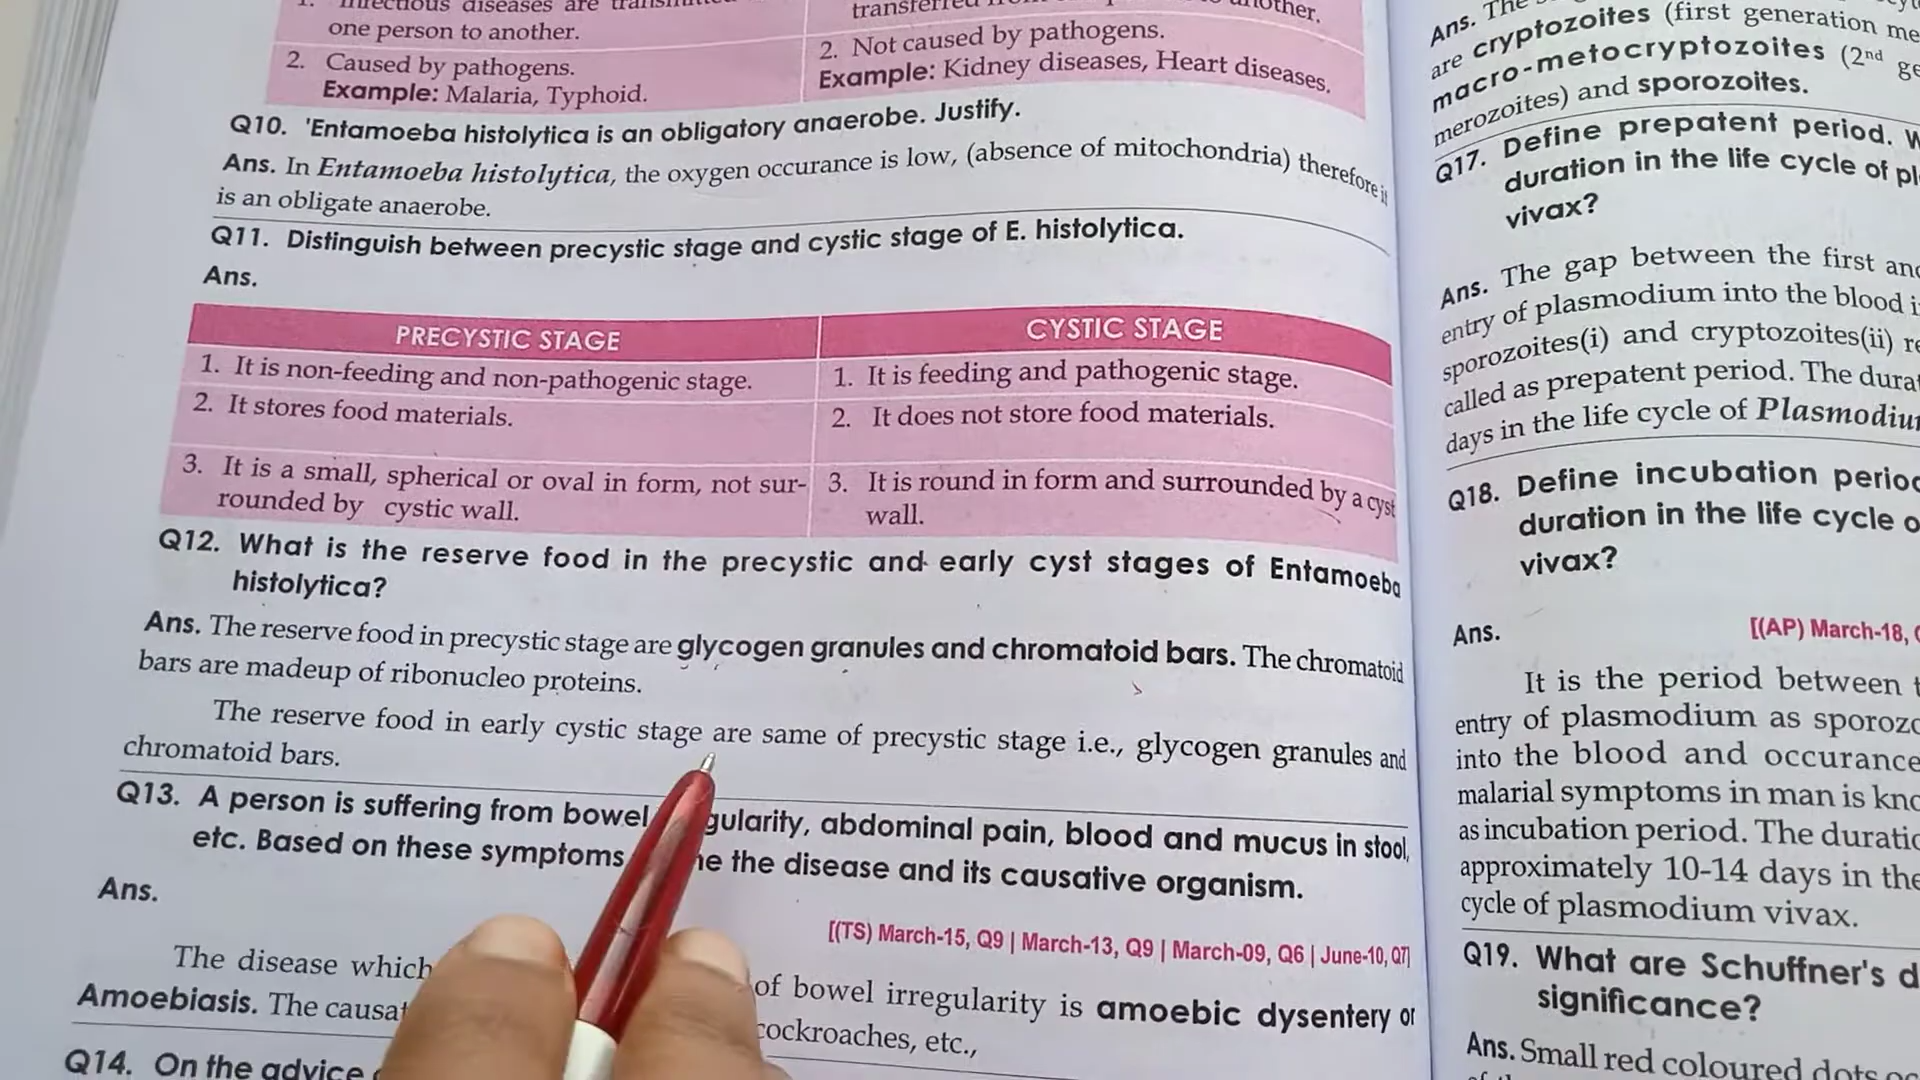 1. Infectious diseases are
one person to another.
2. Caused by pathogens.
Example: Malaria, Typhoid.
another.
2. Not caused by pathogens.
Example: Kidney diseases, Heart diseases.
Q10. 'Entamoeba histolytica is an obligatory anaerobe. Justify.
Ans. In Entamoeba histolytica, the oxygen occurance is low, (absence of mitochondria) therefore it
is an obligate anaerobe.
Q11. Distinguish between precystic stage and cystic stage of E. histolytica.
Ans.
PRECYSTIC STAGE CYSTIC STAGE
1. It is non-feeding and non-pathogenic stage. 1. It is feeding and pathogenic stage.
2. It stores food materials. 2. It does not store food materials.
3. It is a small, spherical or oval in form, not sur- 3. It is round in form and surrounded by a cyst
rounded by cystic wall. wall.
Q12. What is the reserve food in the precystic and early cyst stages of Entamoeba
histolytica?
Ans. The reserve food in precystic stage are glycogen granules and chromatoid bars. The chromatoid
bars are madeup of ribonucleo proteins.
The reserve food in early cystic stage are same of precystic stage i.e., glycogen granules and
chromatoid bars.
Q13. A person is suffering from bowel gularity, abdominal pain, blood and mucus in stool,
etc. Based on these symptoms the disease and its causative organism.
Ans.
[(TS) March-15, Q9 | March-13, Q9 | March-09, Q6 | June-10, Q7]
The disease which of bowel irregularity is amoebic dysentery or
Amoebiasis. The causat cockroaches, etc.,
Q14. On the advice
Ans. The
are cryptozoites (first generation me
macro-metocryptozoites (2nd ge
merozoites) and sporozoites.
Q17. Define prepatent period. W
duration in the life cycle of pl
vivax?
Ans. The gap between the first and
entry of plasmodium into the blood i
sporozoites(i) and cryptozoites(ii) re
called as prepatent period. The durat
days in the life cycle of Plasmodiu
Q18. Define incubation period
duration in the life cycle o
vivax?
Ans.
[(AP) March-18,
It is the period between t
entry of plasmodium as sporozo
into the blood and occurance
malarial symptoms in man is kno
as incubation period. The duratio
approximately 10-14 days in the
cycle of plasmodium vivax.
Q19. What are Schuffner's d
significance?
Ans. Small red coloured dots